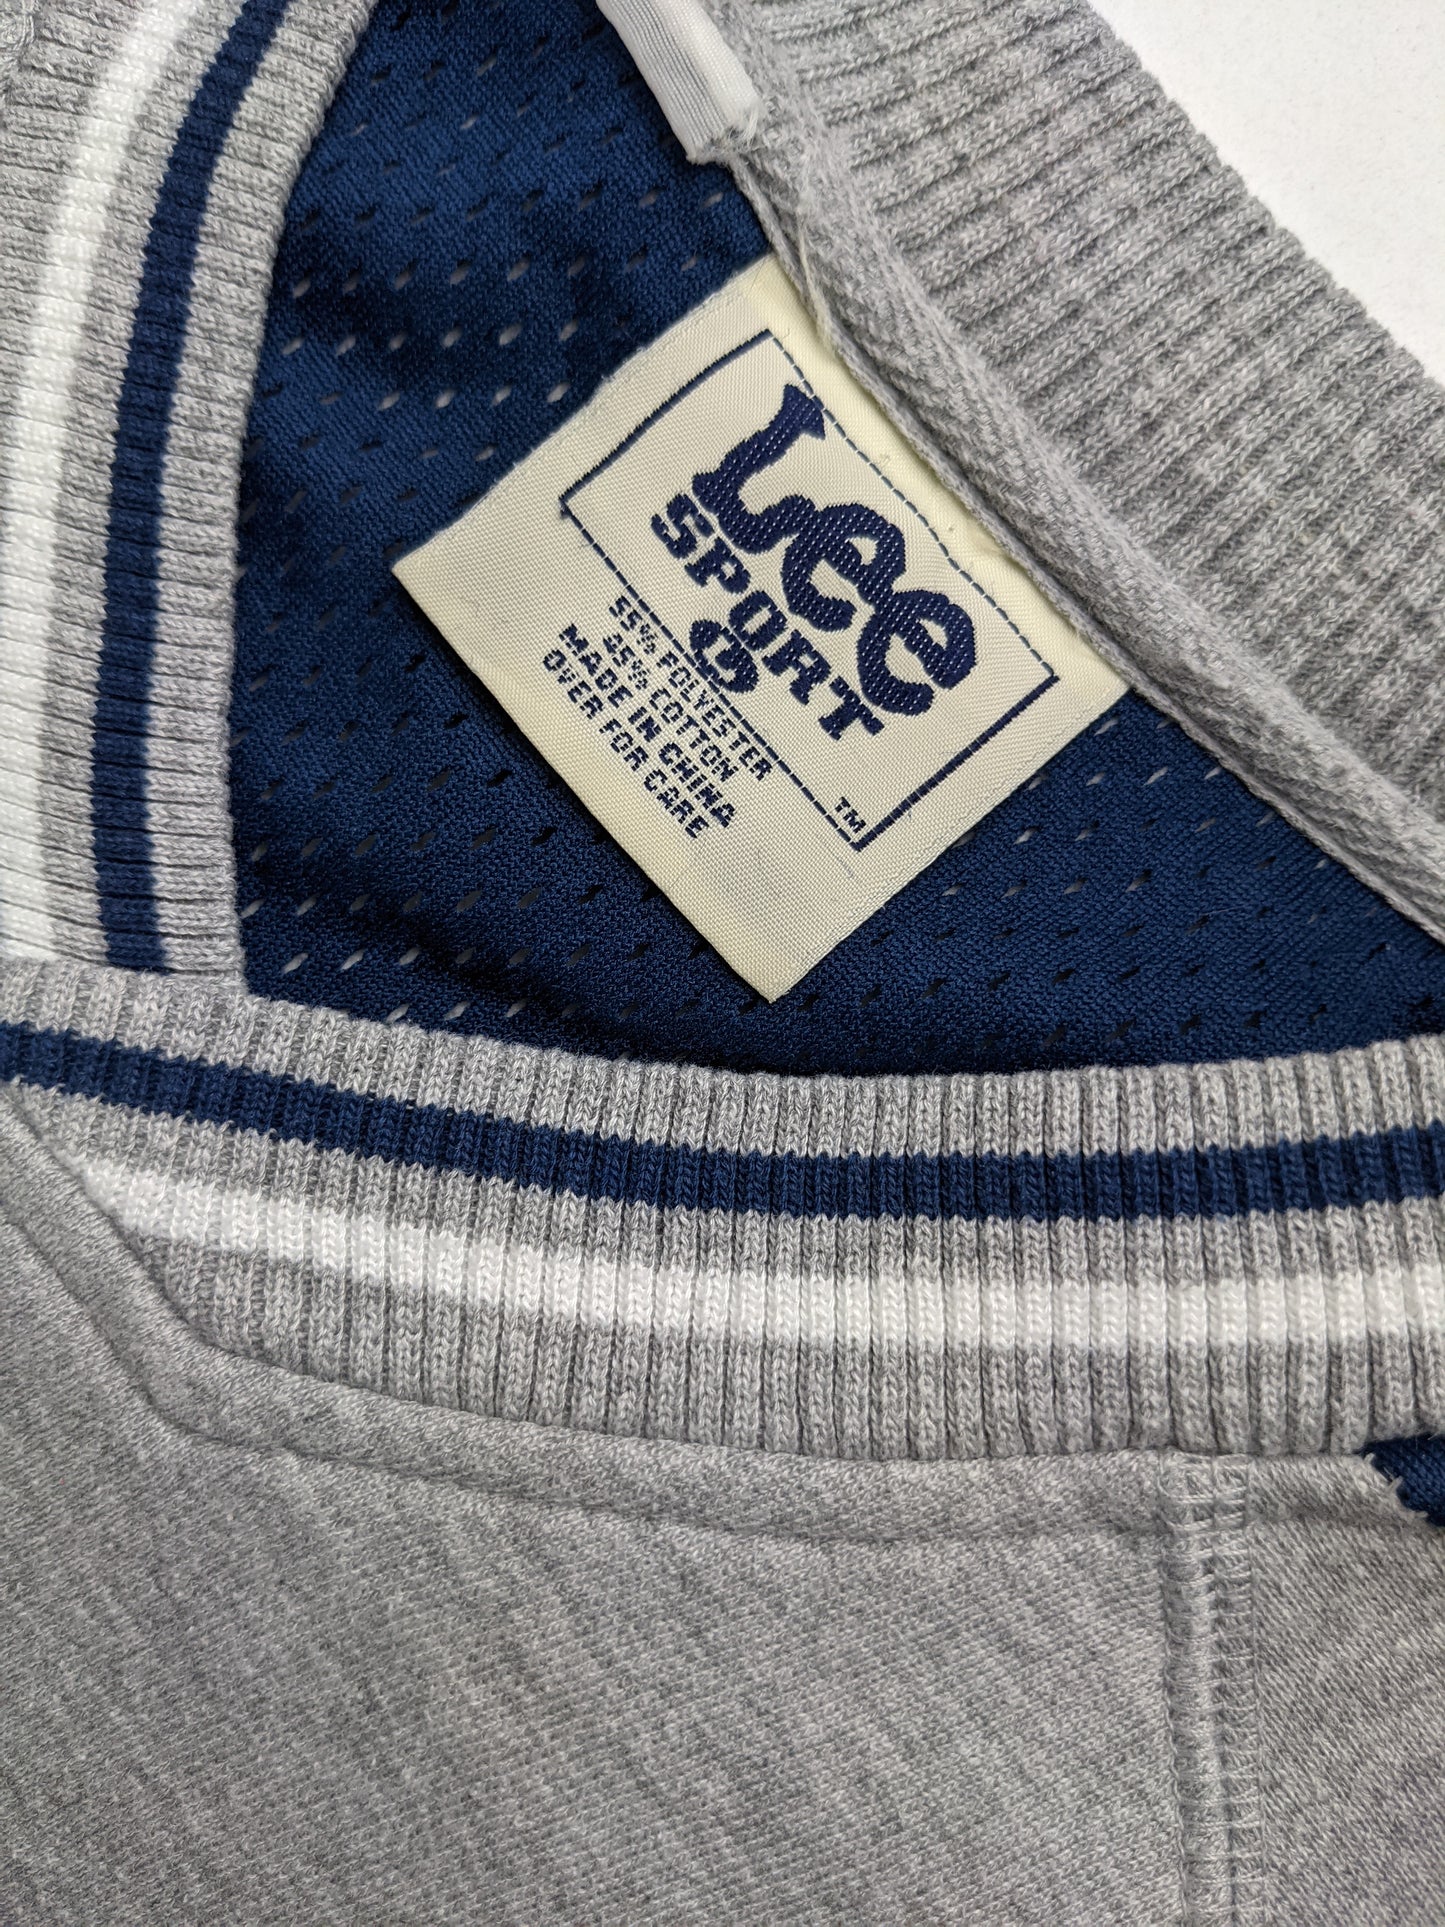 Lee
SPORT
TM
55% POLYESTER
45% COTTON
MADE IN CHINA
OVER FOR CARE